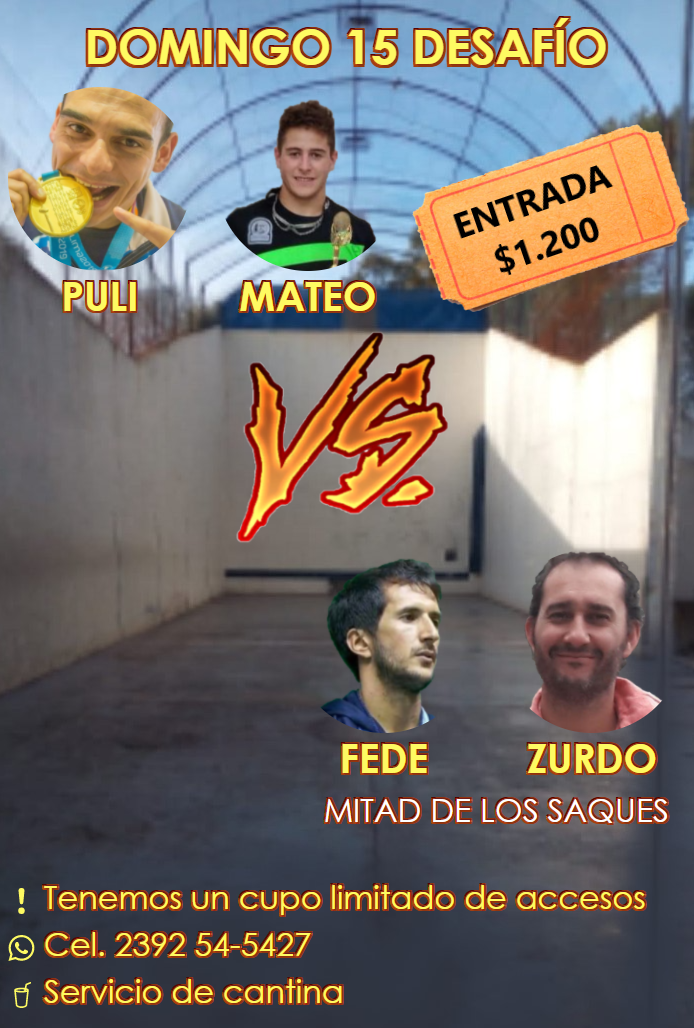 DOMINGO 15 DESAFÍO
ENTRADA
$1.200
PULI
MATEO
VS.
FEDE
ZURDO
MITAD DE LOS SAQUES
Tenemos un cupo limitado de accesos
Cel. 2392 54-5427
Servicio de cantina